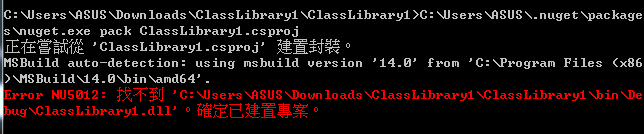 C:\Users\ASUS\Downloads\ClassLibrary1\ClassLibrary1>C:\Users\ASUS\.nuget\package
s\nuget.exe pack ClassLibrary1.csproj
正在嘗試從 'ClassLibrary1.csproj' 建置封裝。
MSBuild auto-detection: using msbuild version '14.0' from 'C:\Program Files (x86
)\MSBuild\14.0\bin\amd64'.
Error NU5012: 找不到 'C:\Users\ASUS\Downloads\ClassLibrary1\ClassLibrary1\bin\De
bug\ClassLibrary1.dll'。確定已建置專案。